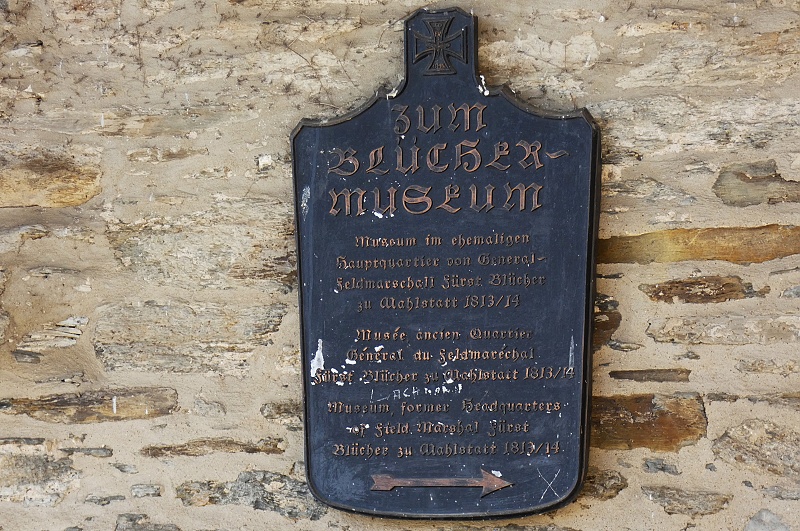 ZUM
BLÜCHER-
MUSEUM
Museum im ehemaligen
Hauptquartier von General-
Feldmarschall Fürst Blücher
zu Wahlstatt 1813/14
Musée ancien Quartier
Général du Feldmarechal
Fürst Blücher zu Wahlstatt 1813/14
LACHMANN
Museum former Headquarters
of Field Marshal Fürst
Blücher zu Wahlstatt 1813/14.